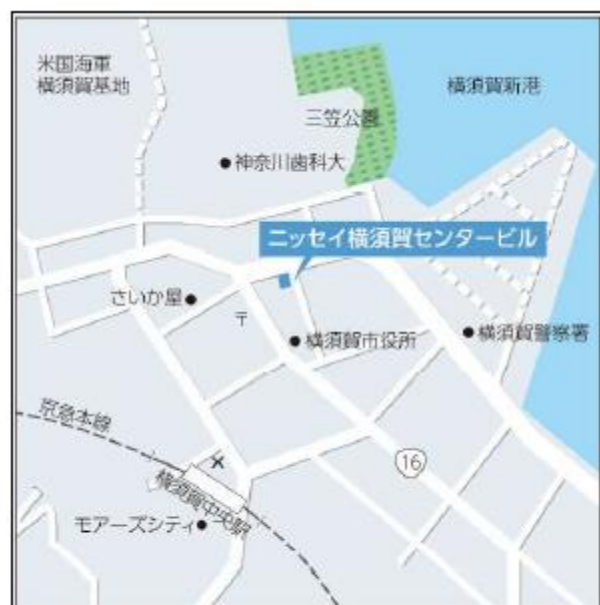 米国海軍
横須賀基地
横須賀新港
三笠公園
神奈川歯科大
ニッセイ横須賀センタービル
さいか屋
〒
横須賀市役所
横須賀警察署
京急本線
16
横須賀中央駅
モアーズシティ